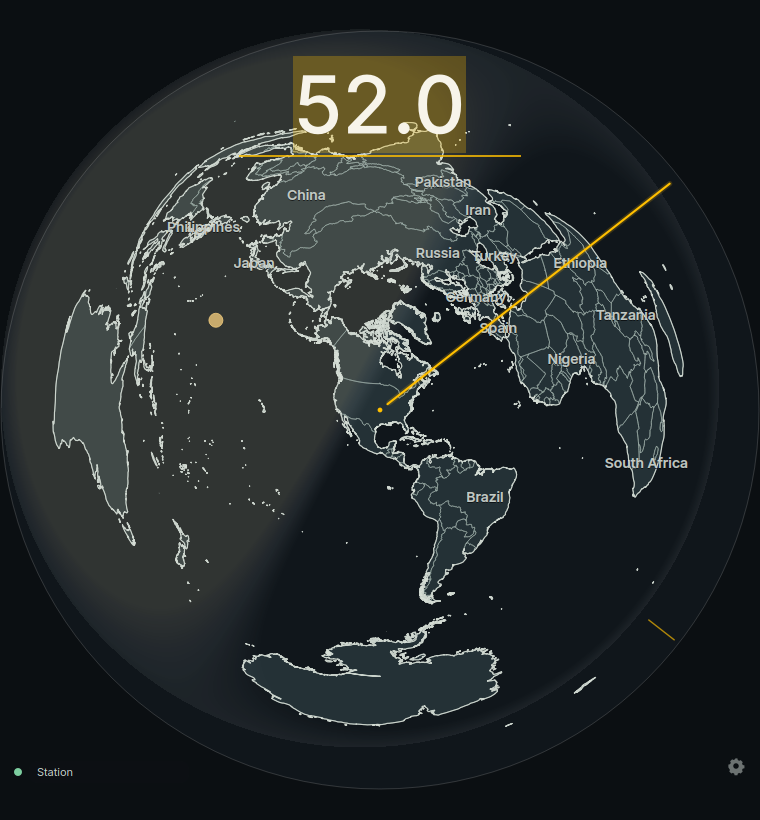 52.0
Pakistan
China
Iran
Philippines
Russia
Turkey
Japan
Ethiopia
Germany
Tanzania
Spain
Nigeria
South Africa
Brazil
Station